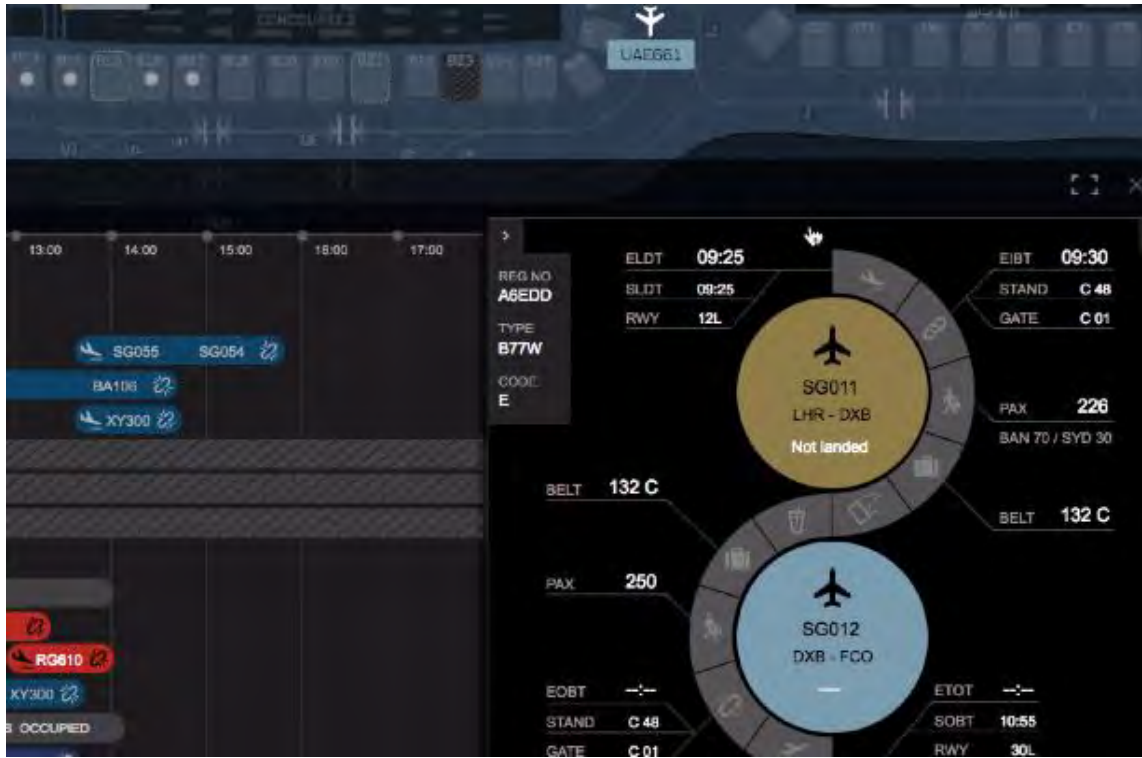 UAE661
B23
13:00 14:00 15:00 16:00 17:00
SG055 SG054
BA106
XY300
RG610
XY300
S OCCUPIED
REG NO
A6EDD
TYPE
B77W
CODE
E
ELDT 09:25
SLDT 09:25
RWY 12L
EIBT 09:30
STAND C 48
GATE C 01
SG011
LHR - DXB
Not landed
PAX 226
BAN 70 / SYD 30
BELT 132 C
BELT 132 C
PAX 250
SG012
DXB - FCO
EOBT --:--
STAND C 48
GATE C 01
ETOT --:--
SOBT 10:55
RWY 30L